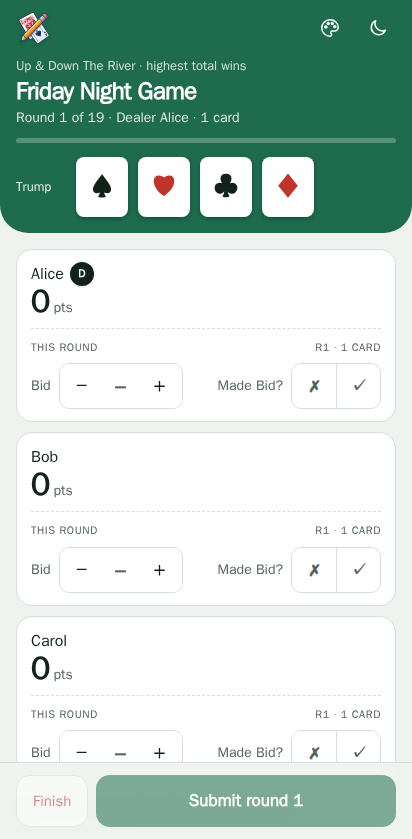 Up & Down The River · highest total wins
Friday Night Game
Round 1 of 19 · Dealer Alice · 1 card
Trump ♠ ♥ ♣ ♦
Alice D
0 pts
THIS ROUND R1 · 1 CARD
Bid − – + Made Bid? ✗ ✓
Bob
0 pts
THIS ROUND R1 · 1 CARD
Bid − – + Made Bid? ✗ ✓
Carol
0 pts
THIS ROUND R1 · 1 CARD
Bid − – + Made Bid? ✗ ✓
Finish Submit round 1